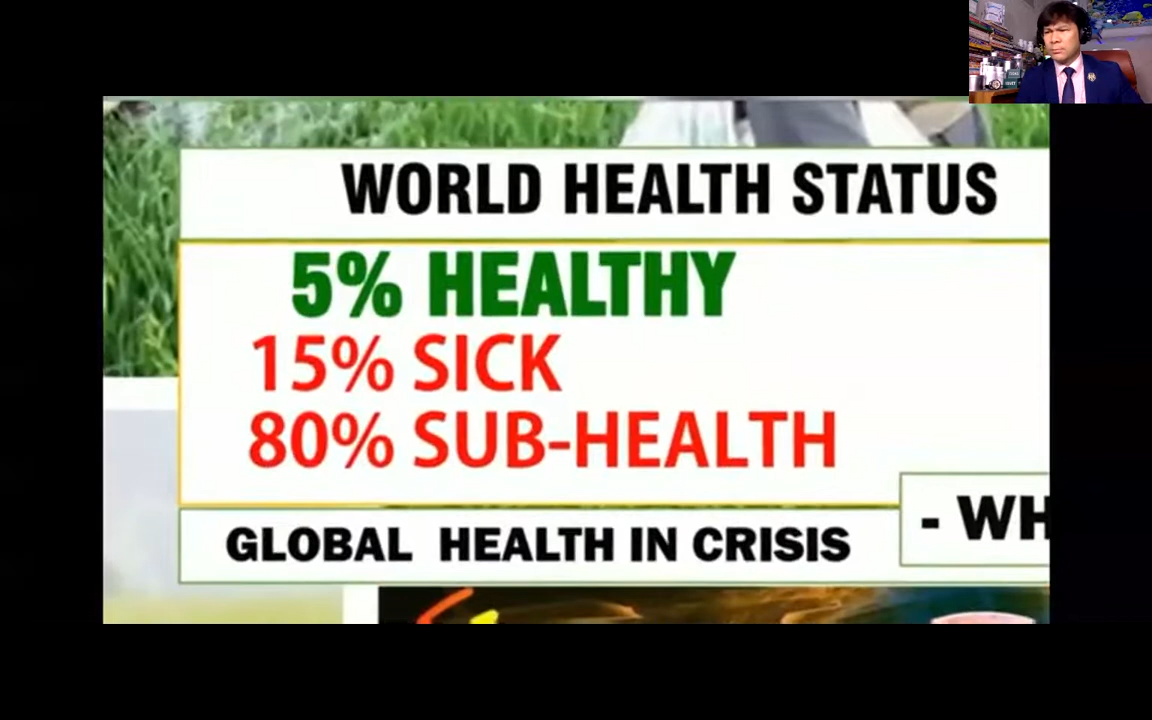 WORLD HEALTH STATUS
5% HEALTHY
15% SICK
80% SUB-HEALTH
GLOBAL HEALTH IN CRISIS
- WH